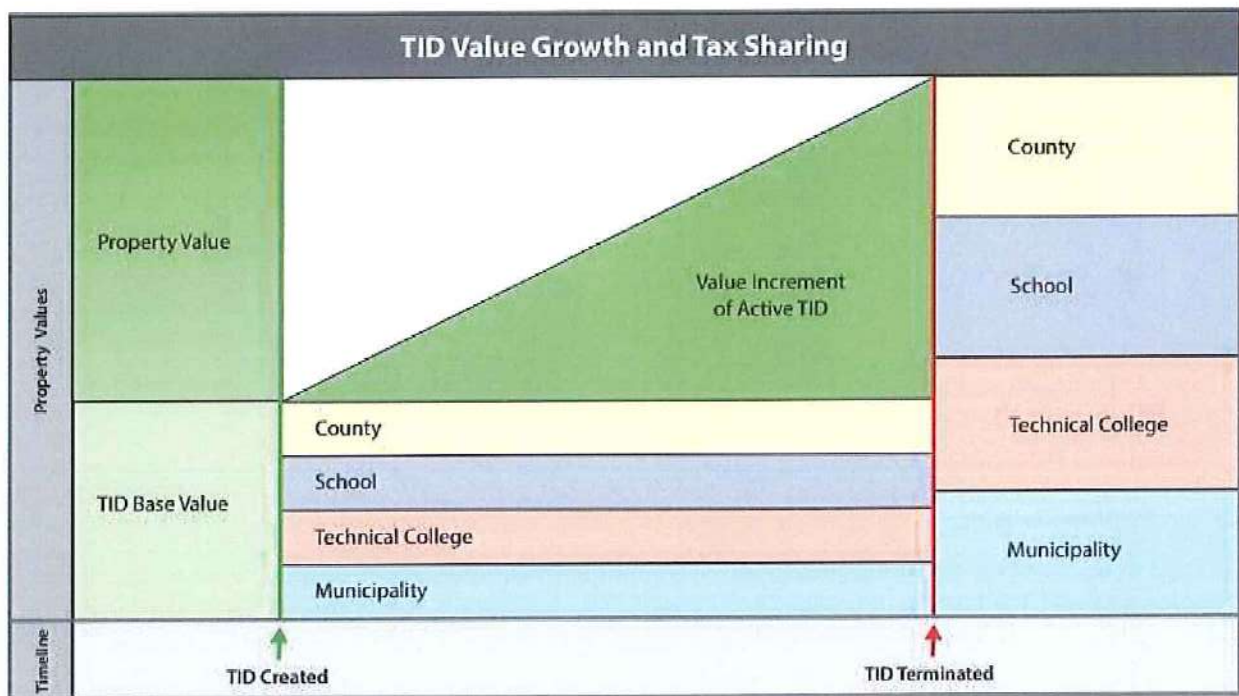 TID Value Growth and Tax Sharing
Property Values
Property Value
TID Base Value
Value Increment
of Active TID
County
School
Technical College
Municipality
County
School
Technical College
Municipality
Timeline
TID Created
TID Terminated